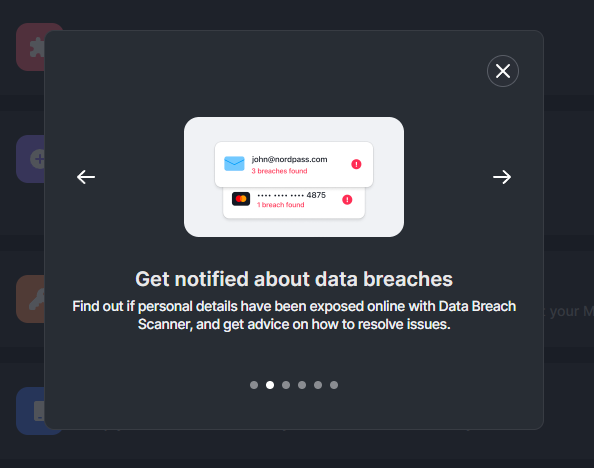 john@nordpass.com
3 breaches found
•••• •••• •••• 4875
1 breach found
Get notified about data breaches
Find out if personal details have been exposed online with Data Breach
Scanner, and get advice on how to resolve issues.
t your M